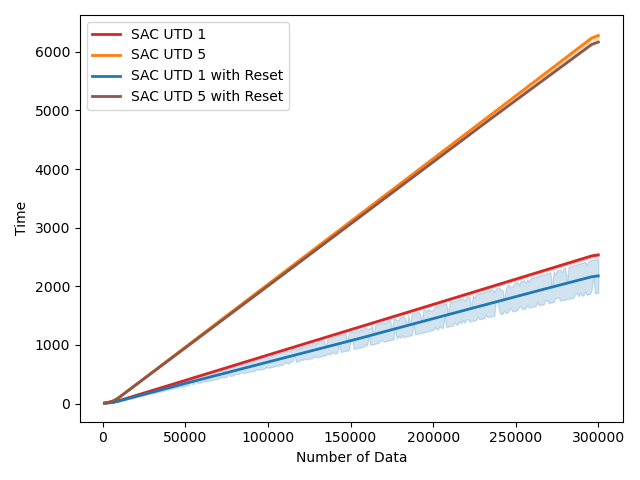 SAC UTD 1
SAC UTD 5
SAC UTD 1 with Reset
SAC UTD 5 with Reset
6000
5000
4000
3000
2000
1000
0
Time
0 50000 100000 150000 200000 250000 300000
Number of Data